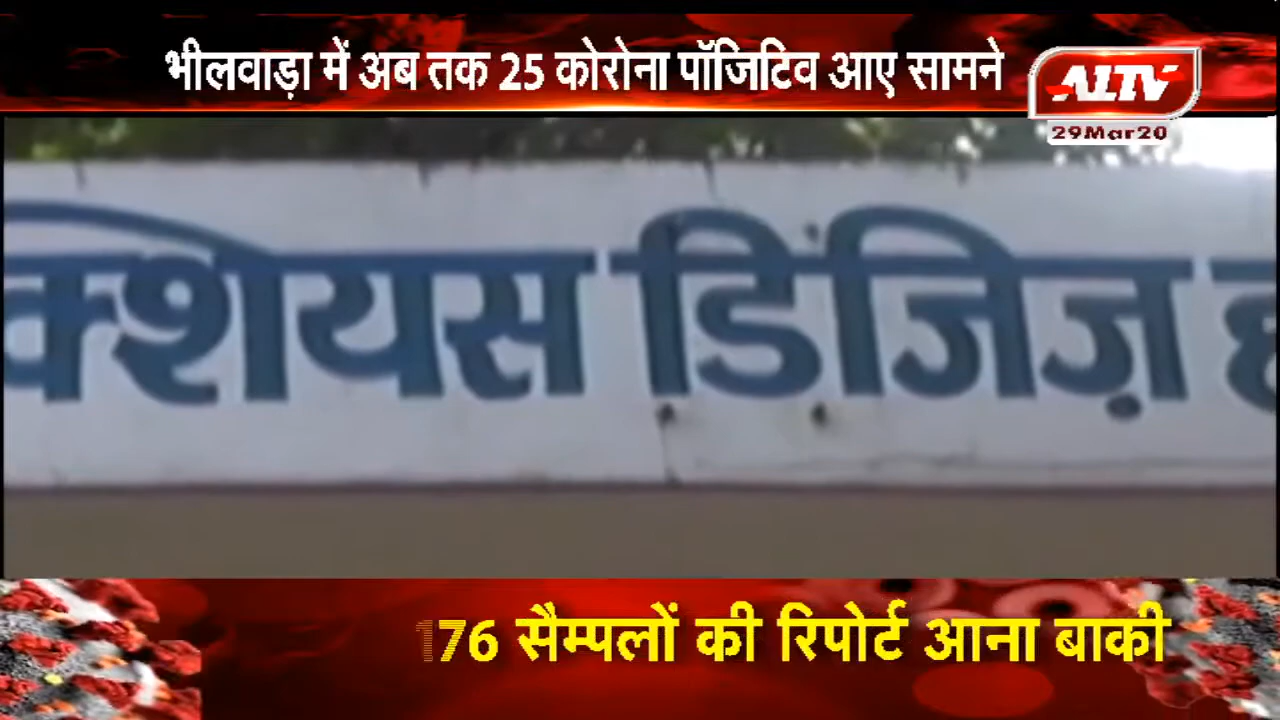 भीलवाड़ा में अब तक 25 कोरोना पॉजिटिव आए सामने
ALTV
29Mar20
क्शियस डिजिज़
176 सैम्पलों की रिपोर्ट आना बाकी